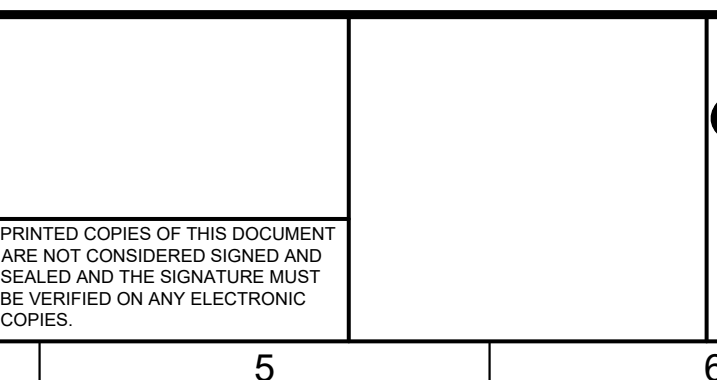 PRINTED COPIES OF THIS DOCUMENT
ARE NOT CONSIDERED SIGNED AND
SEALED AND THE SIGNATURE MUST
BE VERIFIED ON ANY ELECTRONIC
COPIES.
5
6